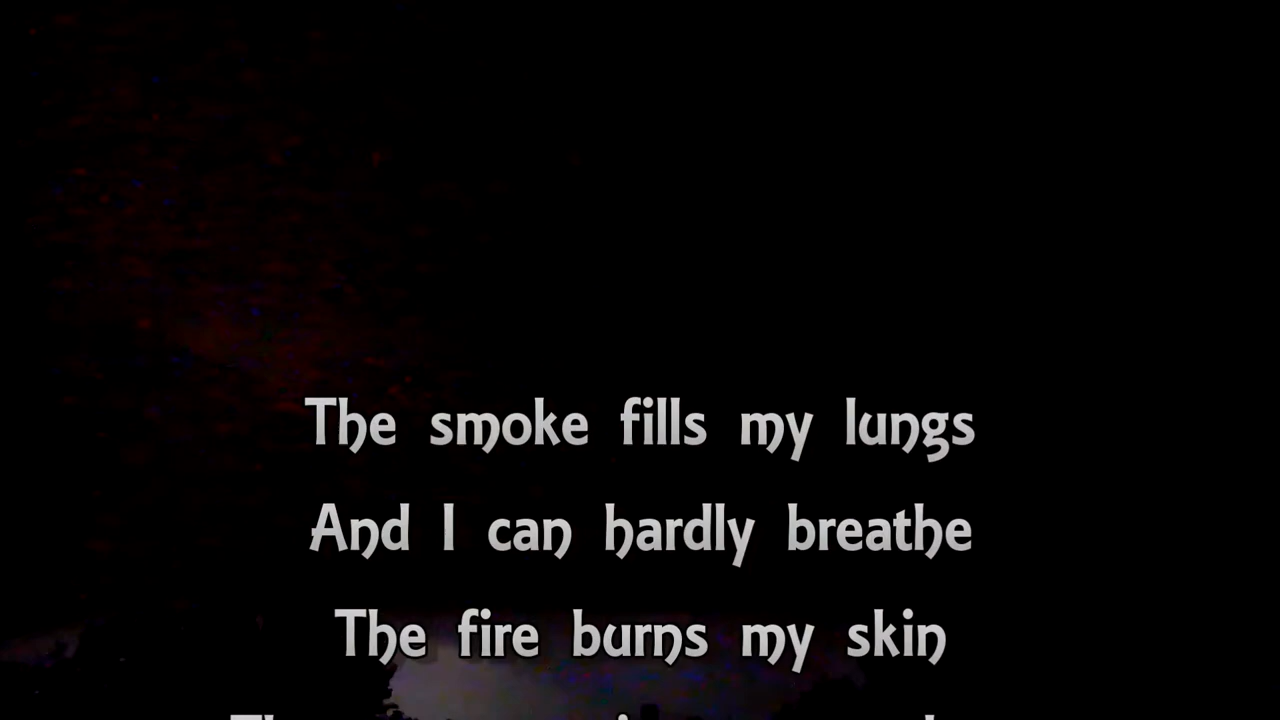 The smoke fills my lungs
And I can hardly breathe
The fire burns my skin